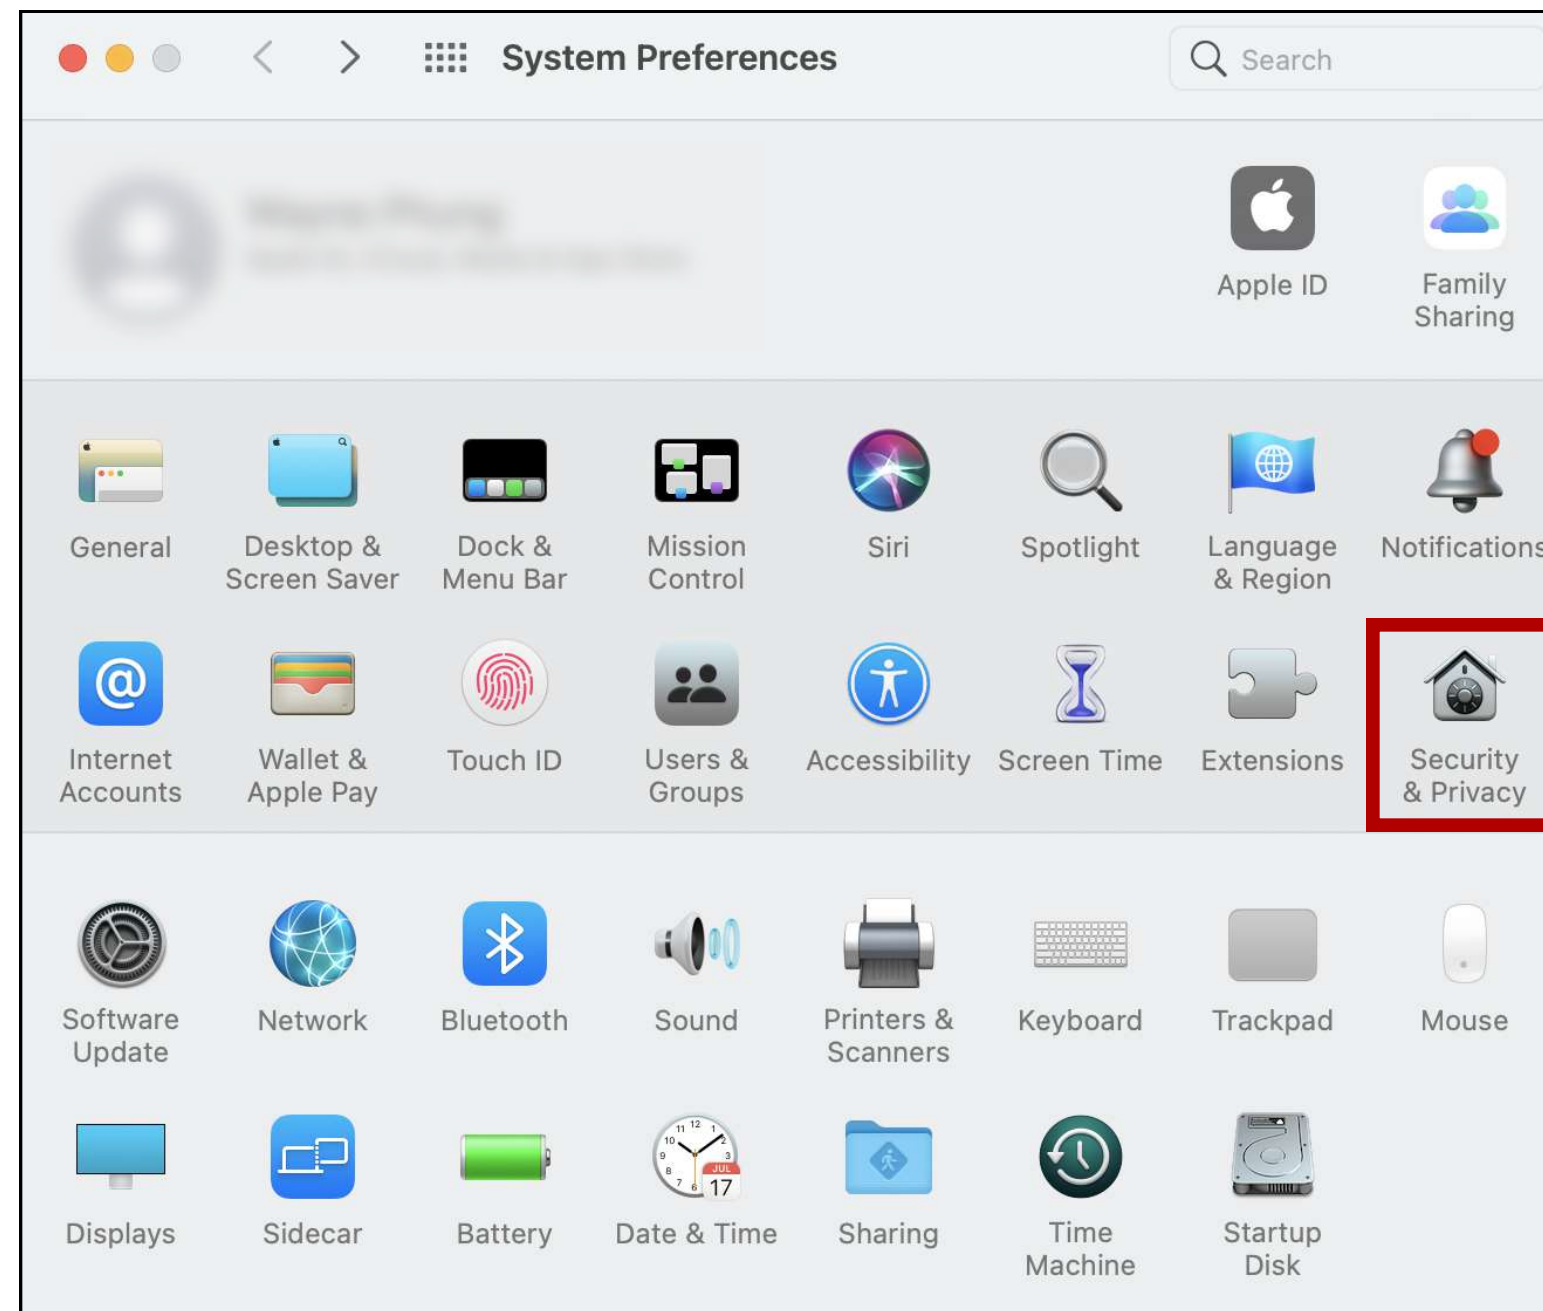 System Preferences
Search
Apple ID
Family
Sharing
General
Desktop &
Screen Saver
Dock &
Menu Bar
Mission
Control
Siri
Spotlight
Language
& Region
Notifications
Internet
Accounts
Wallet &
Apple Pay
Touch ID
Users &
Groups
Accessibility
Screen Time
Extensions
Security
& Privacy
Software
Update
Network
Bluetooth
Sound
Printers &
Scanners
Keyboard
Trackpad
Mouse
Displays
Sidecar
Battery
JUL
17
Date & Time
Sharing
Time
Machine
Startup
Disk